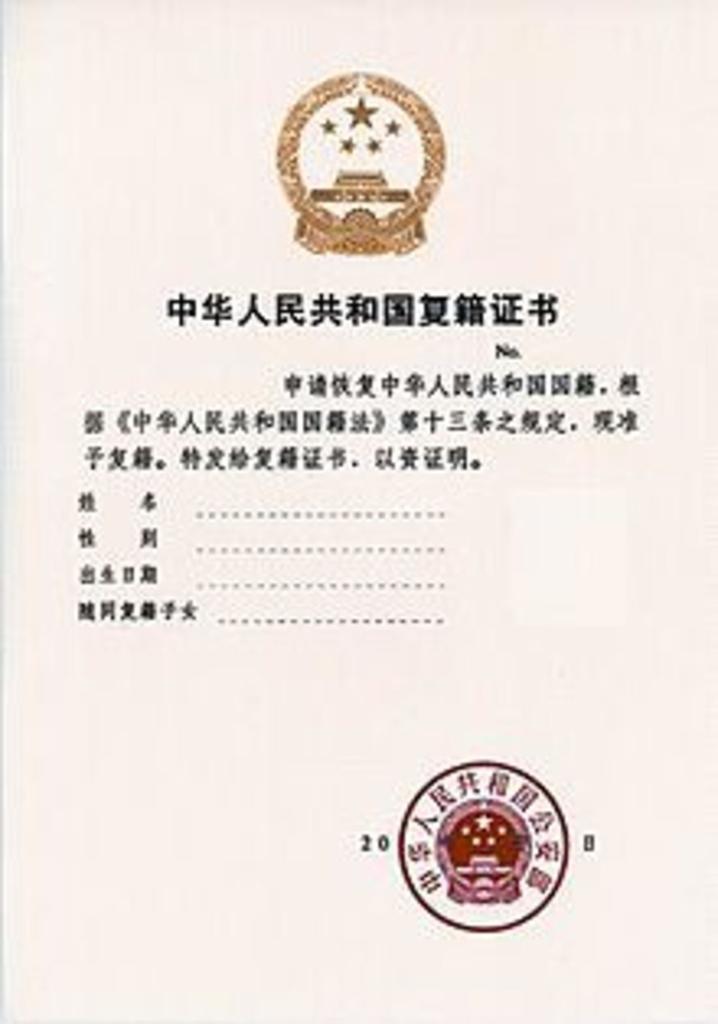 中华人民共和国复籍证书
No.
申请恢复中华人民共和国国籍，根
据《中华人民共和国国籍法》第十三条之规定，现准
予复籍。特发给复籍证书，以资证明。
姓 名
性 别
出生日期
随同复籍子女
中华人民共和国公安部
20 日